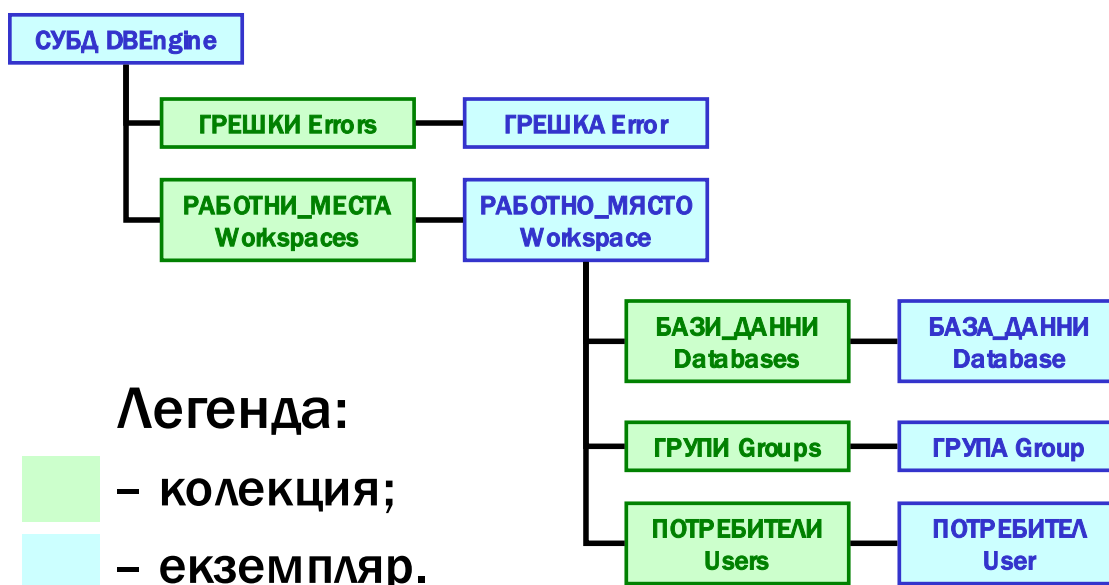 СУБД DBEngine
ГРЕШКИ Errors
ГРЕШКА Error
РАБОТНИ_МЕСТА
Workspaces
РАБОТНО_МЯСТО
Workspace
БАЗИ_ДАННИ
Databases
БАЗА_ДАННИ
Database
ГРУПИ Groups
ГРУПА Group
ПОТРЕБИТЕЛИ
Users
ПОТРЕБИТЕЛ
User
Легенда:
– колекция;
– екземпляр.